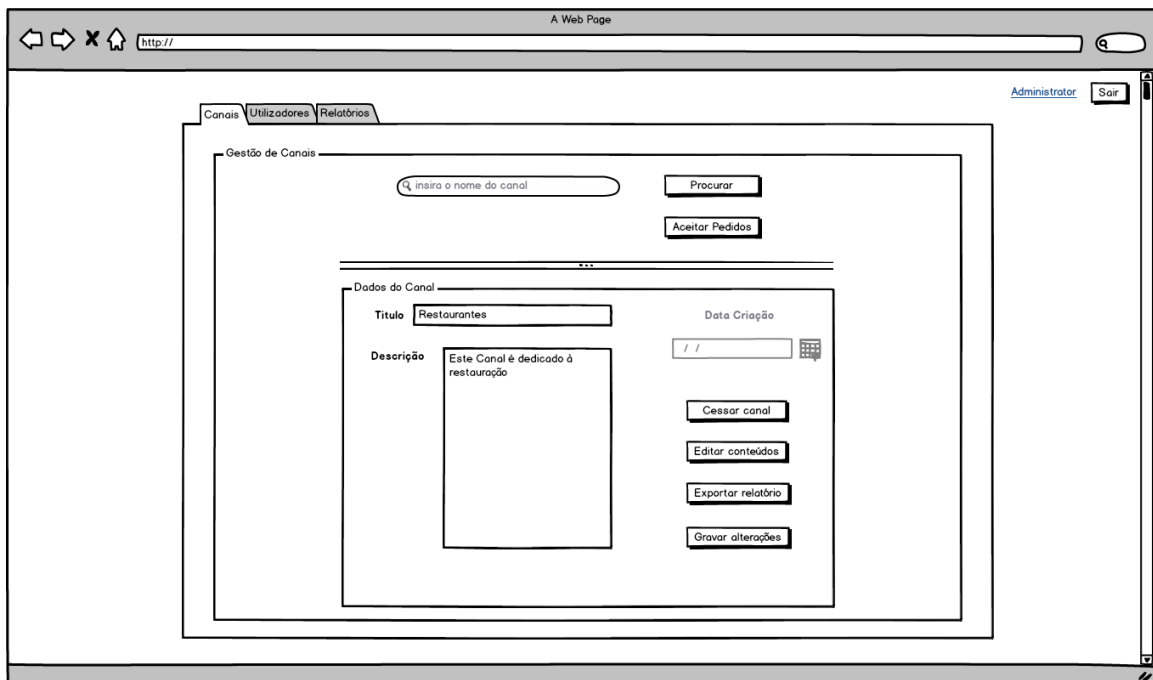 A Web Page
http://
Administrator
Sair
Canais
Utilizadores
Relatórios
Gestão de Canais
insira o nome do canal
Procurar
Aceitar Pedidos
Dados do Canal
Titulo
Restaurantes
Data Criação
/ /
Descrição
Este Canal é dedicado à
restauração
Cessar canal
Editar conteúdos
Exportar relatório
Gravar alterações